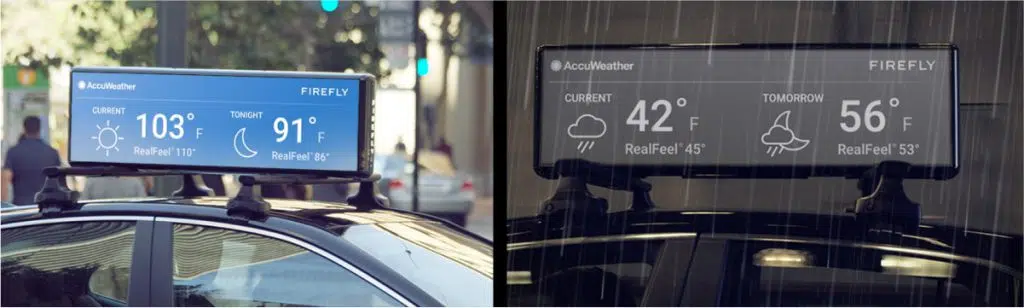 AccuWeather
FIREFLY
CURRENT
103° F
RealFeel® 110°
TONIGHT
91° F
RealFeel® 86°
AccuWeather
FIREFLY
CURRENT
42° F
RealFeel® 45°
TOMORROW
56° F
RealFeel® 53°